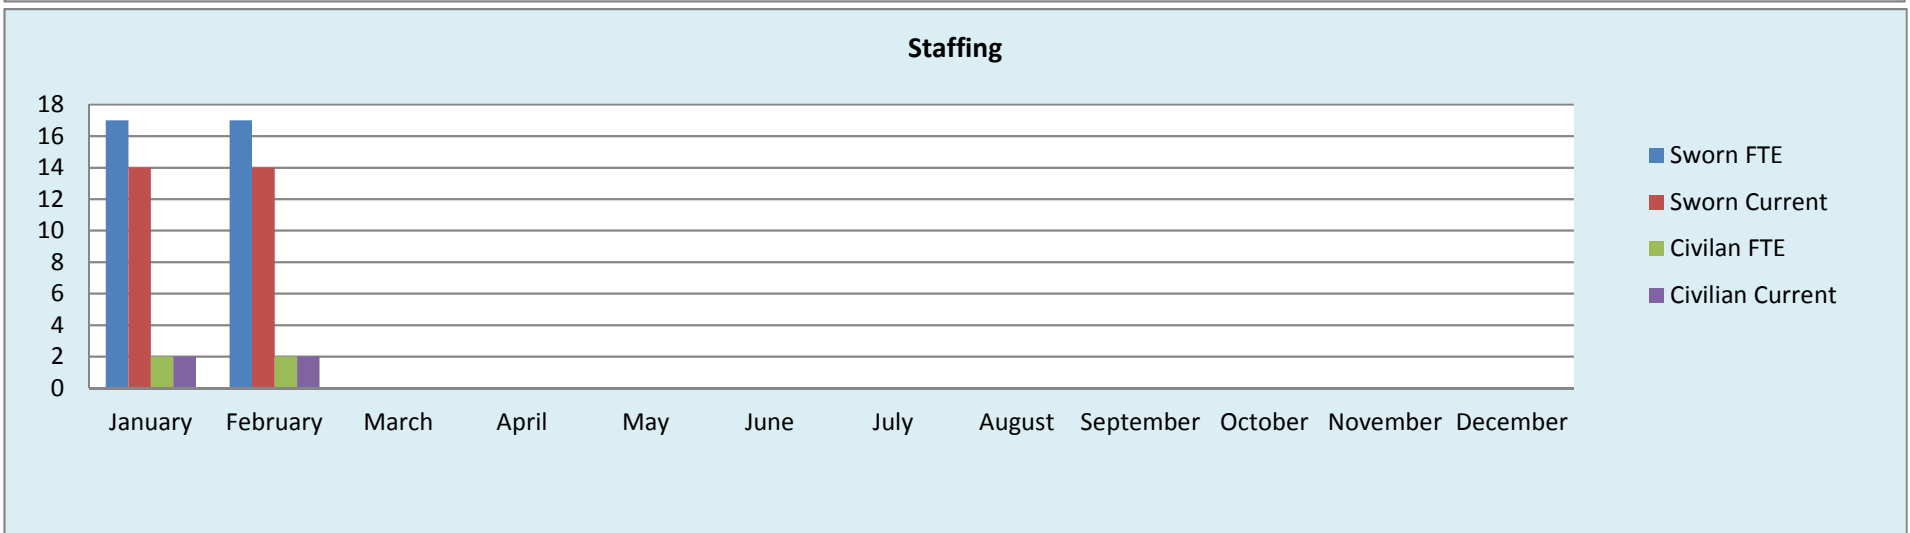 Staffing
18
16
14
12
10
8
6
4
2
0
January February March April May June July August September October November December
Sworn FTE
Sworn Current
Civilan FTE
Civilian Current